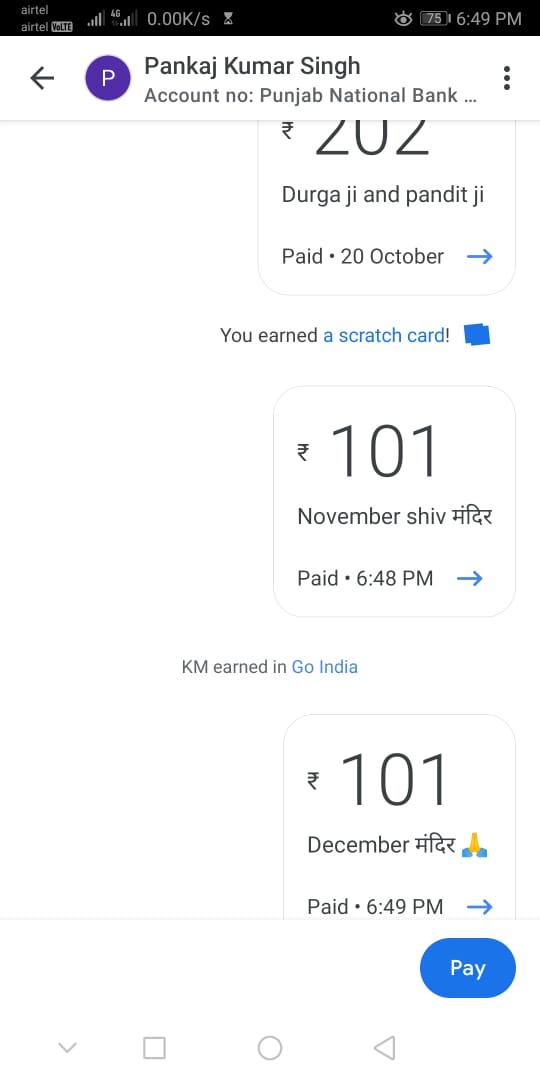 airtel
airtel VoLTE 4G 0.00K/s 75 6:49 PM
P
Pankaj Kumar Singh
Account no: Punjab National Bank ...
₹ 202
Durga ji and pandit ji
Paid • 20 October
You earned a scratch card!
₹ 101
November shiv मंदिर
Paid • 6:48 PM
KM earned in Go India
₹ 101
December मंदिर 🙏
Paid • 6:49 PM
Pay